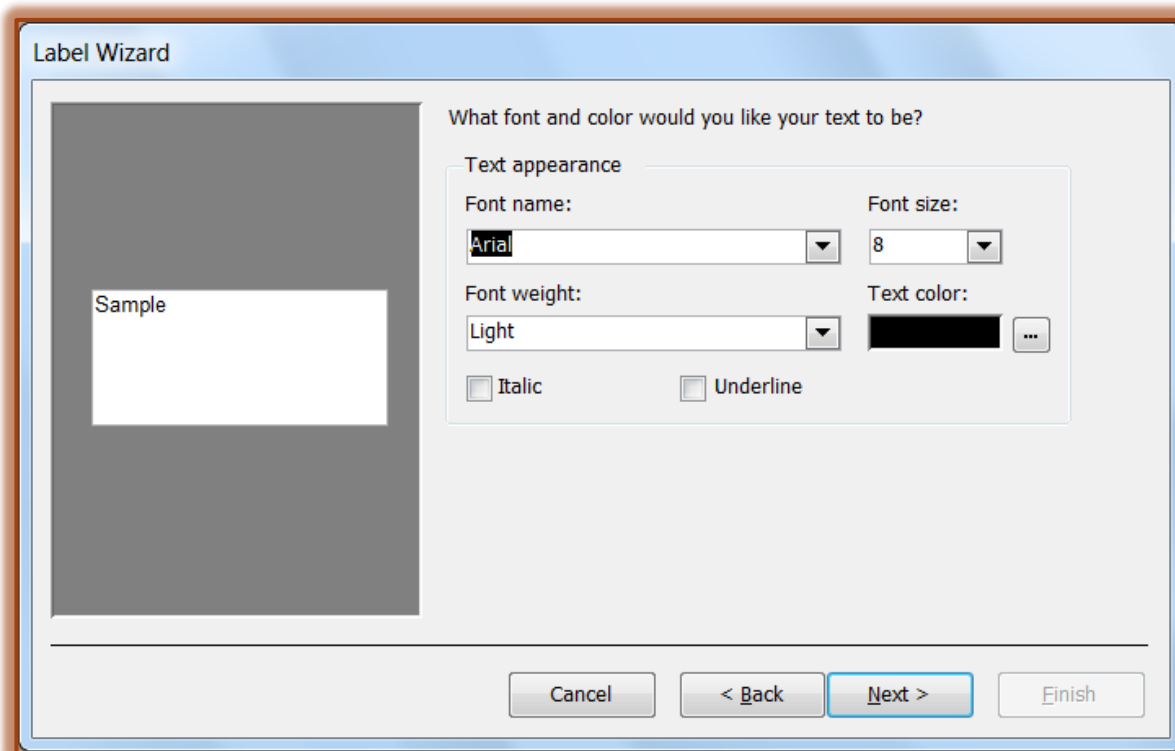 Label Wizard
What font and color would you like your text to be?
Text appearance
Font name: Font size:
Arial 8
Sample
Font weight: Text color:
Light ...
Italic Underline
Cancel < Back Next > Finish